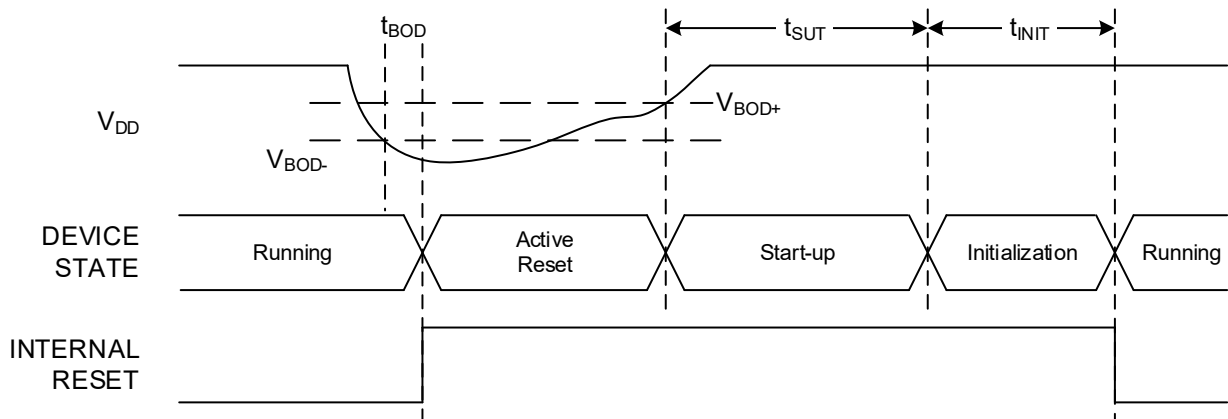 tBOD
tSUT
tINIT
VDD
VBOD+
VBOD-
DEVICE
STATE
Running
Active
Reset
Start-up
Initialization
Running
INTERNAL
RESET